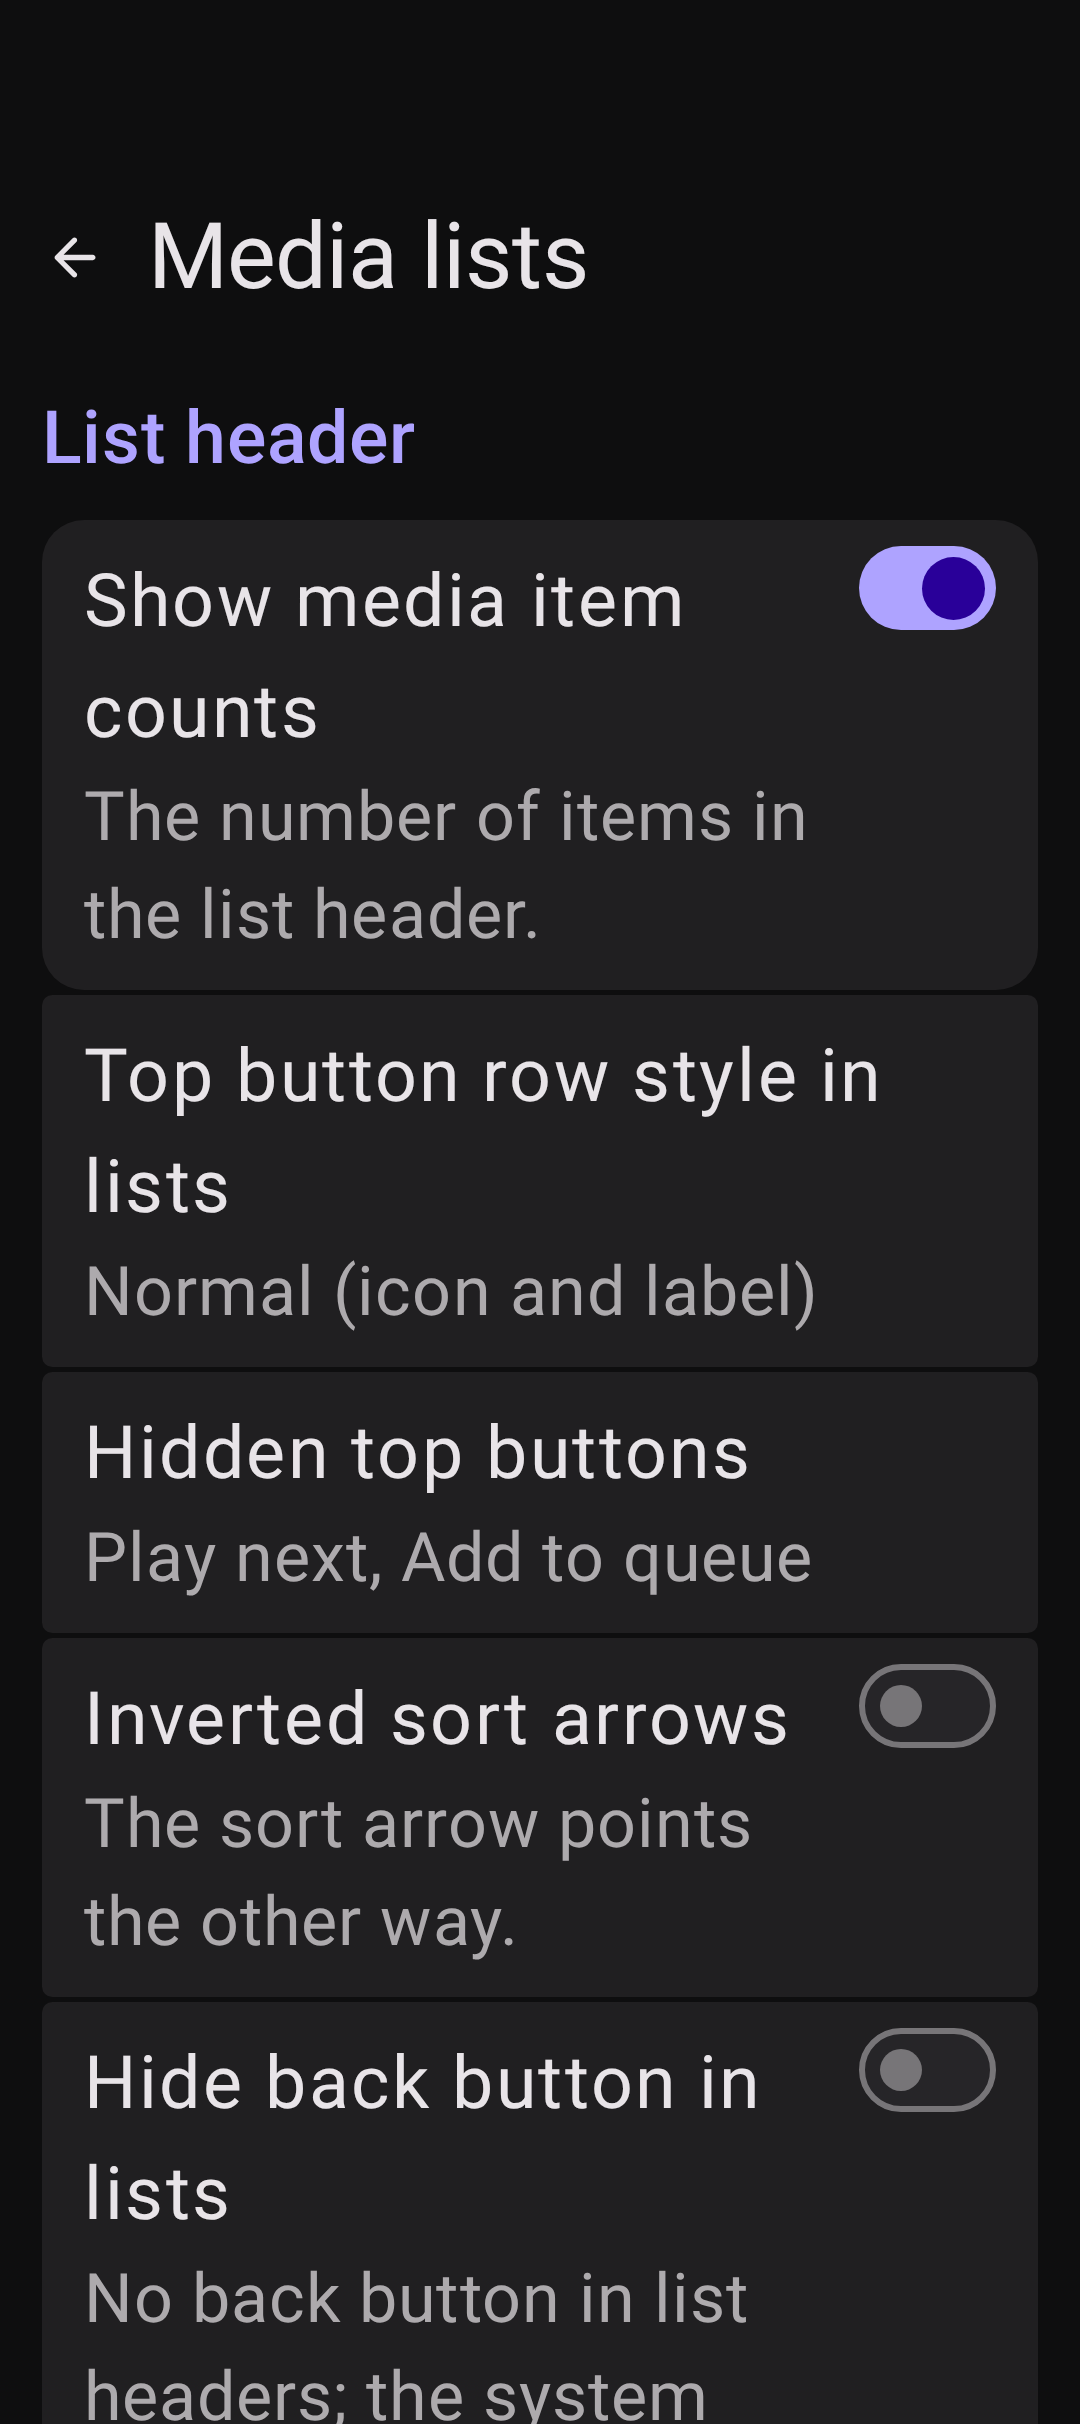 Media lists
List header
Show media item
counts
The number of items in
the list header.
Top button row style in
lists
Normal (icon and label)
Hidden top buttons
Play next, Add to queue
Inverted sort arrows
The sort arrow points
the other way.
Hide back button in
lists
No back button in list
headers; the system